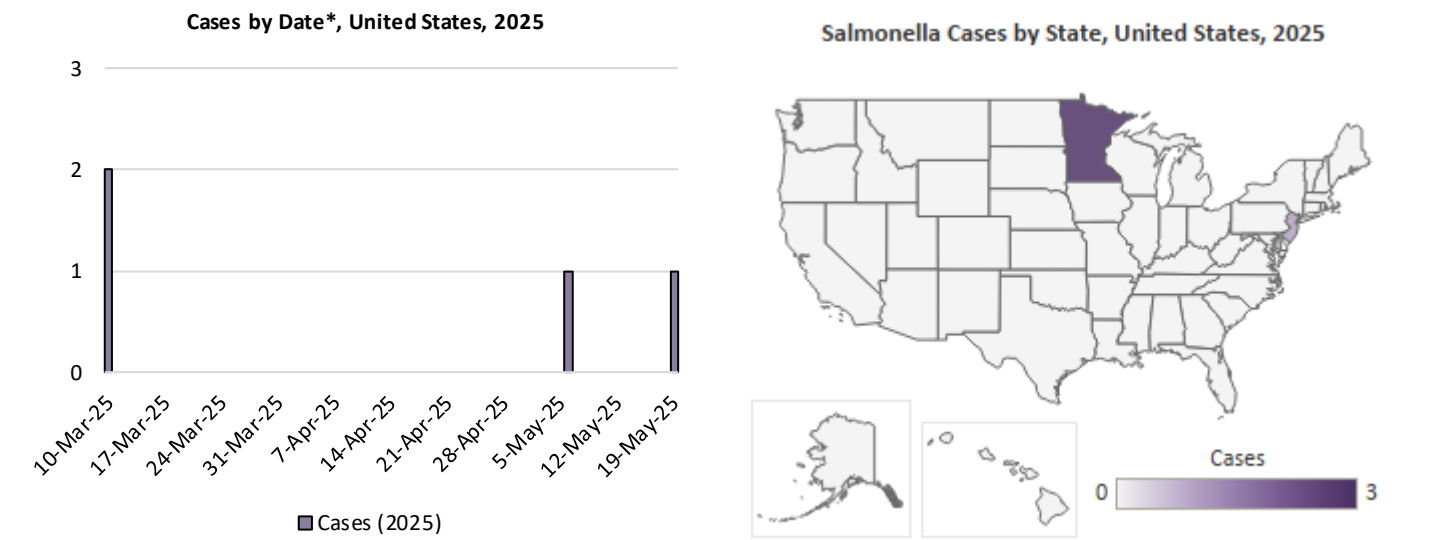 Cases by Date*, United States, 2025
3
2
1
0
10-Mar-25
17-Mar-25
24-Mar-25
31-Mar-25
7-Apr-25
14-Apr-25
21-Apr-25
28-Apr-25
5-May-25
12-May-25
19-May-25
Cases (2025)
Salmonella Cases by State, United States, 2025
Cases
0 3